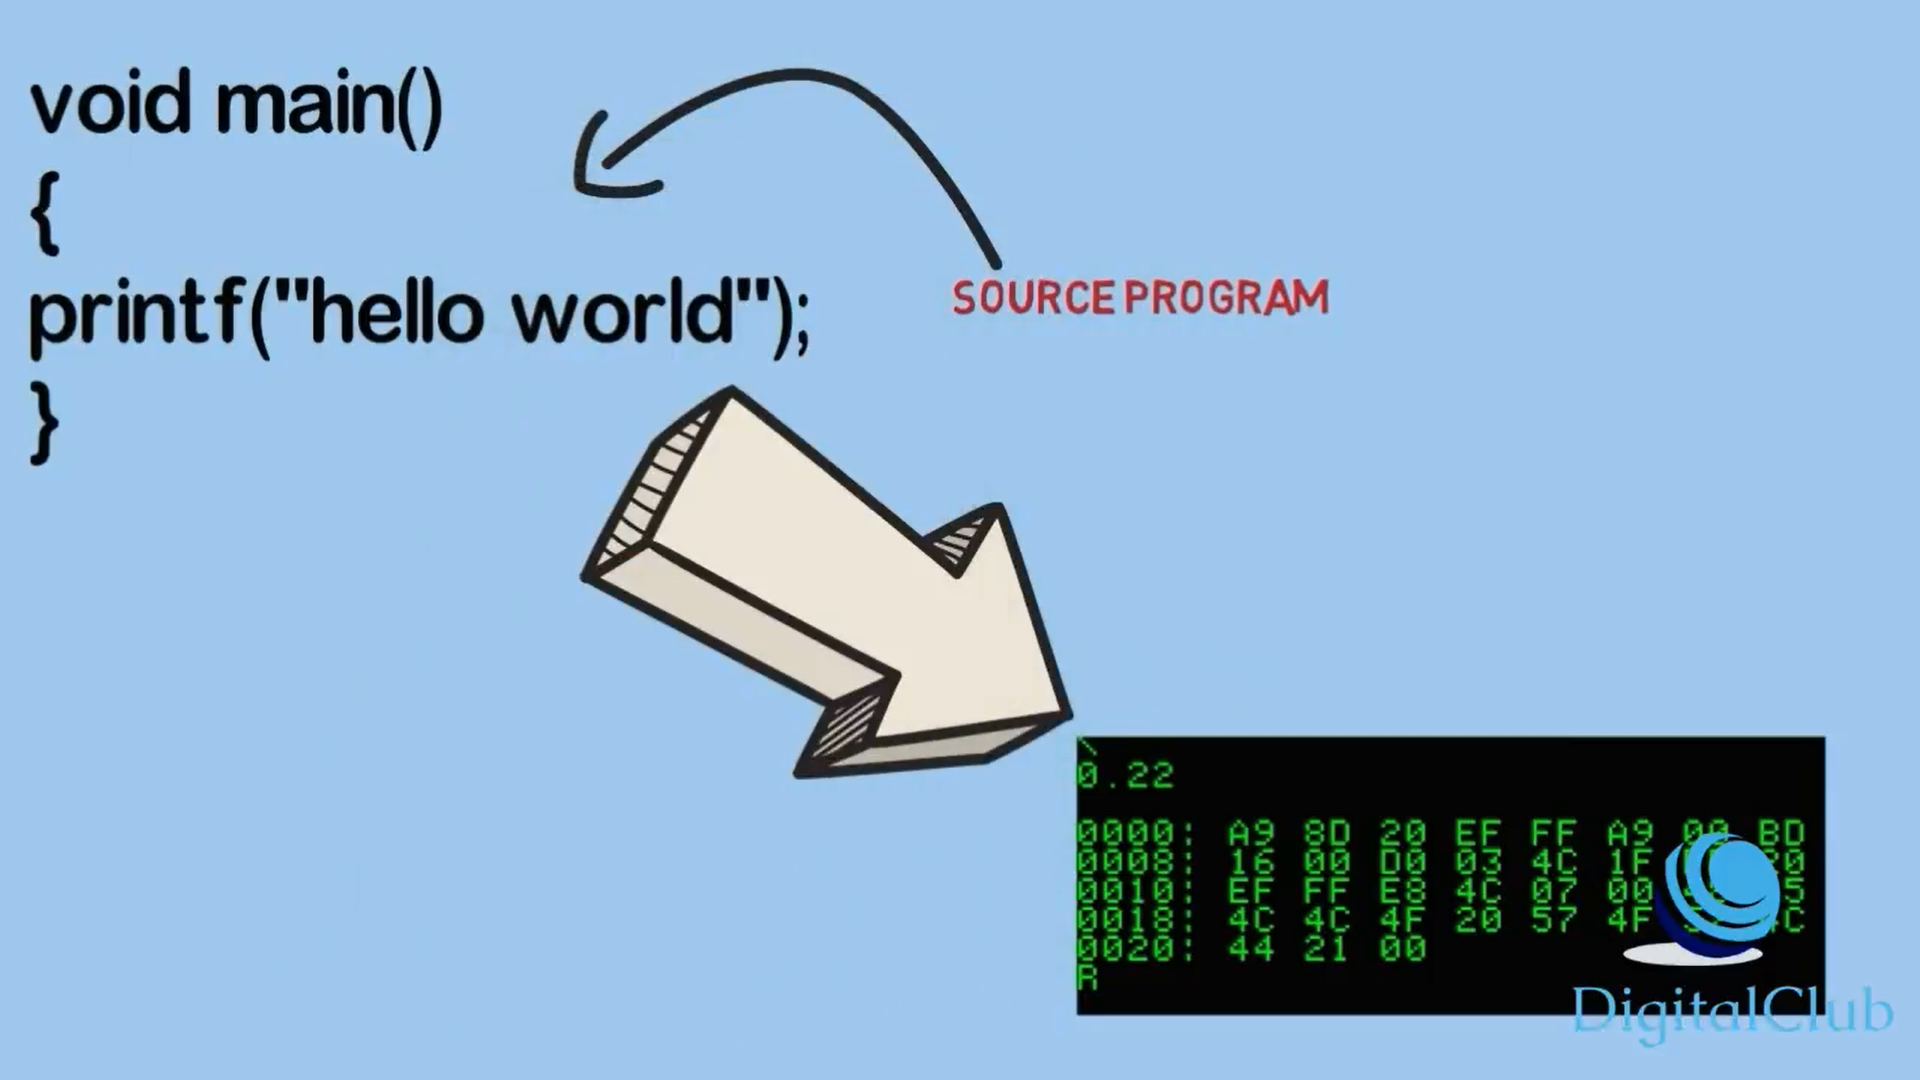 void main()
{
printf("hello world");
}
SOURCE PROGRAM
\
0.22
0000: A9 8D 20 EF FF A9 00 BD
0008: 16 00 D0 03 4C 1F
0010: EF FF E8 4C 07 00
0018: 4C 4C 4F 20 57 4F
0020: 44 21 00
R
DigitalClub